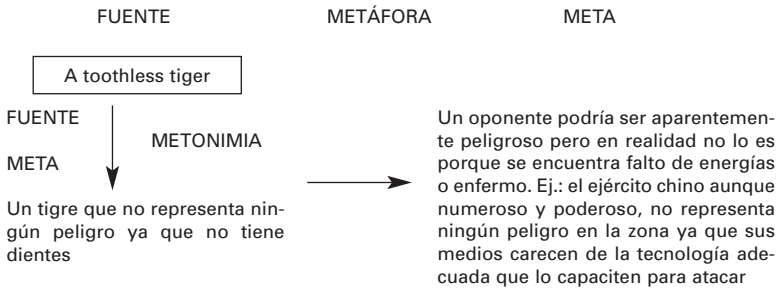 FUENTE METÁFORA META
A toothless tiger
FUENTE
METONIMIA
META
Un tigre que no representa nin-
gún peligro ya que no tiene
dientes
Un oponente podría ser aparentemen-
te peligroso pero en realidad no lo es
porque se encuentra falto de energías
o enfermo. Ej.: el ejército chino aunque
numeroso y poderoso, no representa
ningún peligro en la zona ya que sus
medios carecen de la tecnología ade-
cuada que lo capaciten para atacar